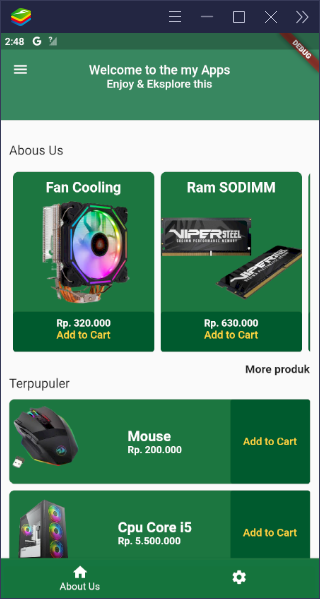 2:48 G
DEBUG
Welcome to the my Apps
Enjoy & Eksplore this
Abous Us
Fan Cooling
Ram SODIMM
VIPER
STEEL
VIPER
STEEL
Rp. 320.000
Add to Cart
Rp. 630.000
Add to Cart
More produk
Terpupuler
Mouse
Rp. 200.000
Add to Cart
Cpu Core i5
Rp. 5.500.000
Add to Cart
About Us